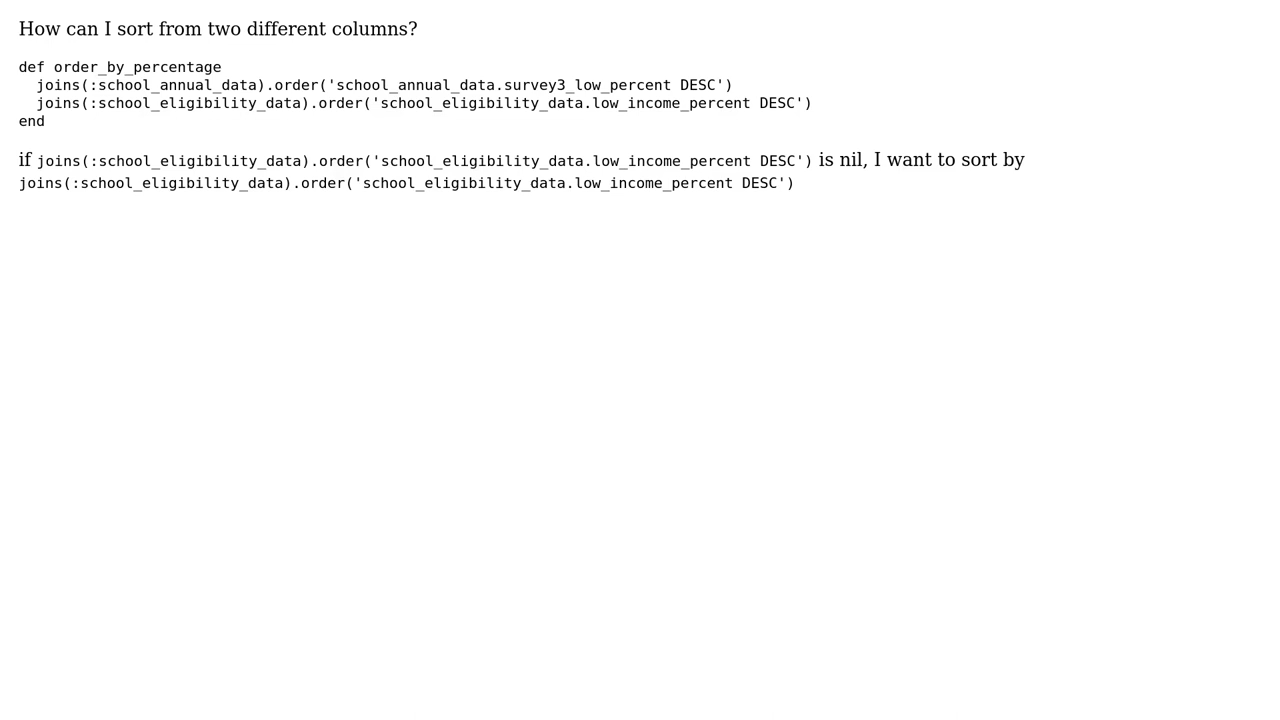 How can I sort from two different columns?
def order_by_percentage
  joins(:school_annual_data).order('school_annual_data.survey3_low_percent DESC')
  joins(:school_eligibility_data).order('school_eligibility_data.low_income_percent DESC')
end
if joins(:school_eligibility_data).order('school_eligibility_data.low_income_percent DESC') is nil, I want to sort by
joins(:school_eligibility_data).order('school_eligibility_data.low_income_percent DESC')